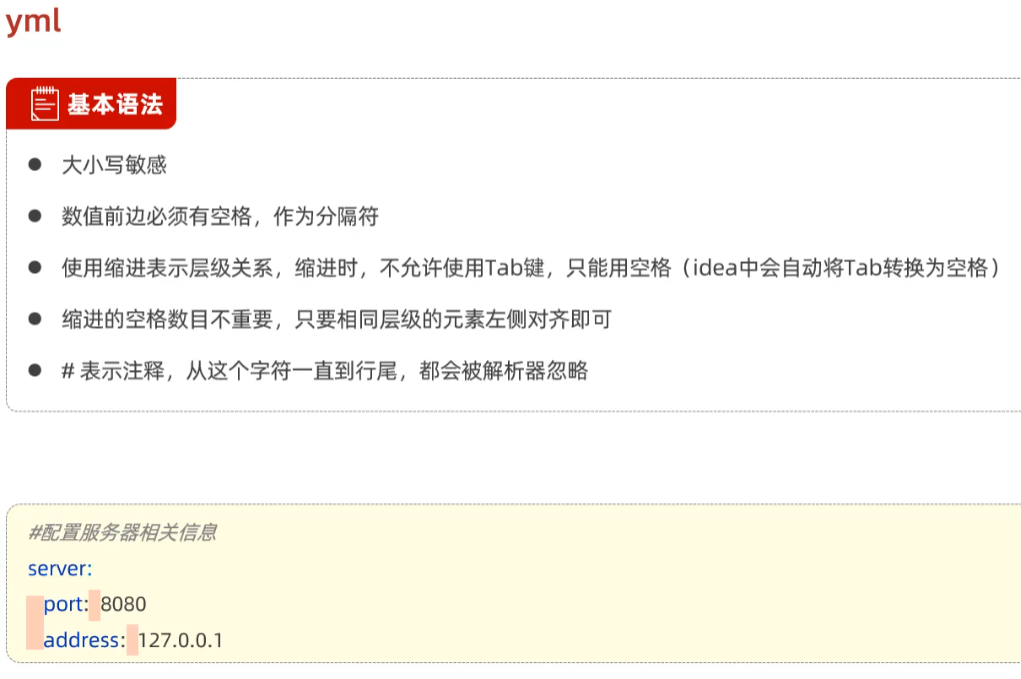 yml
基本语法
● 大小写敏感
● 数值前边必须有空格，作为分隔符
● 使用缩进表示层级关系，缩进时，不允许使用Tab键，只能用空格（idea中会自动将Tab转换为空格）
● 缩进的空格数目不重要，只要相同层级的元素左侧对齐即可
● # 表示注释，从这个字符一直到行尾，都会被解析器忽略
#配置服务器相关信息
server:
  port: 8080
  address: 127.0.0.1